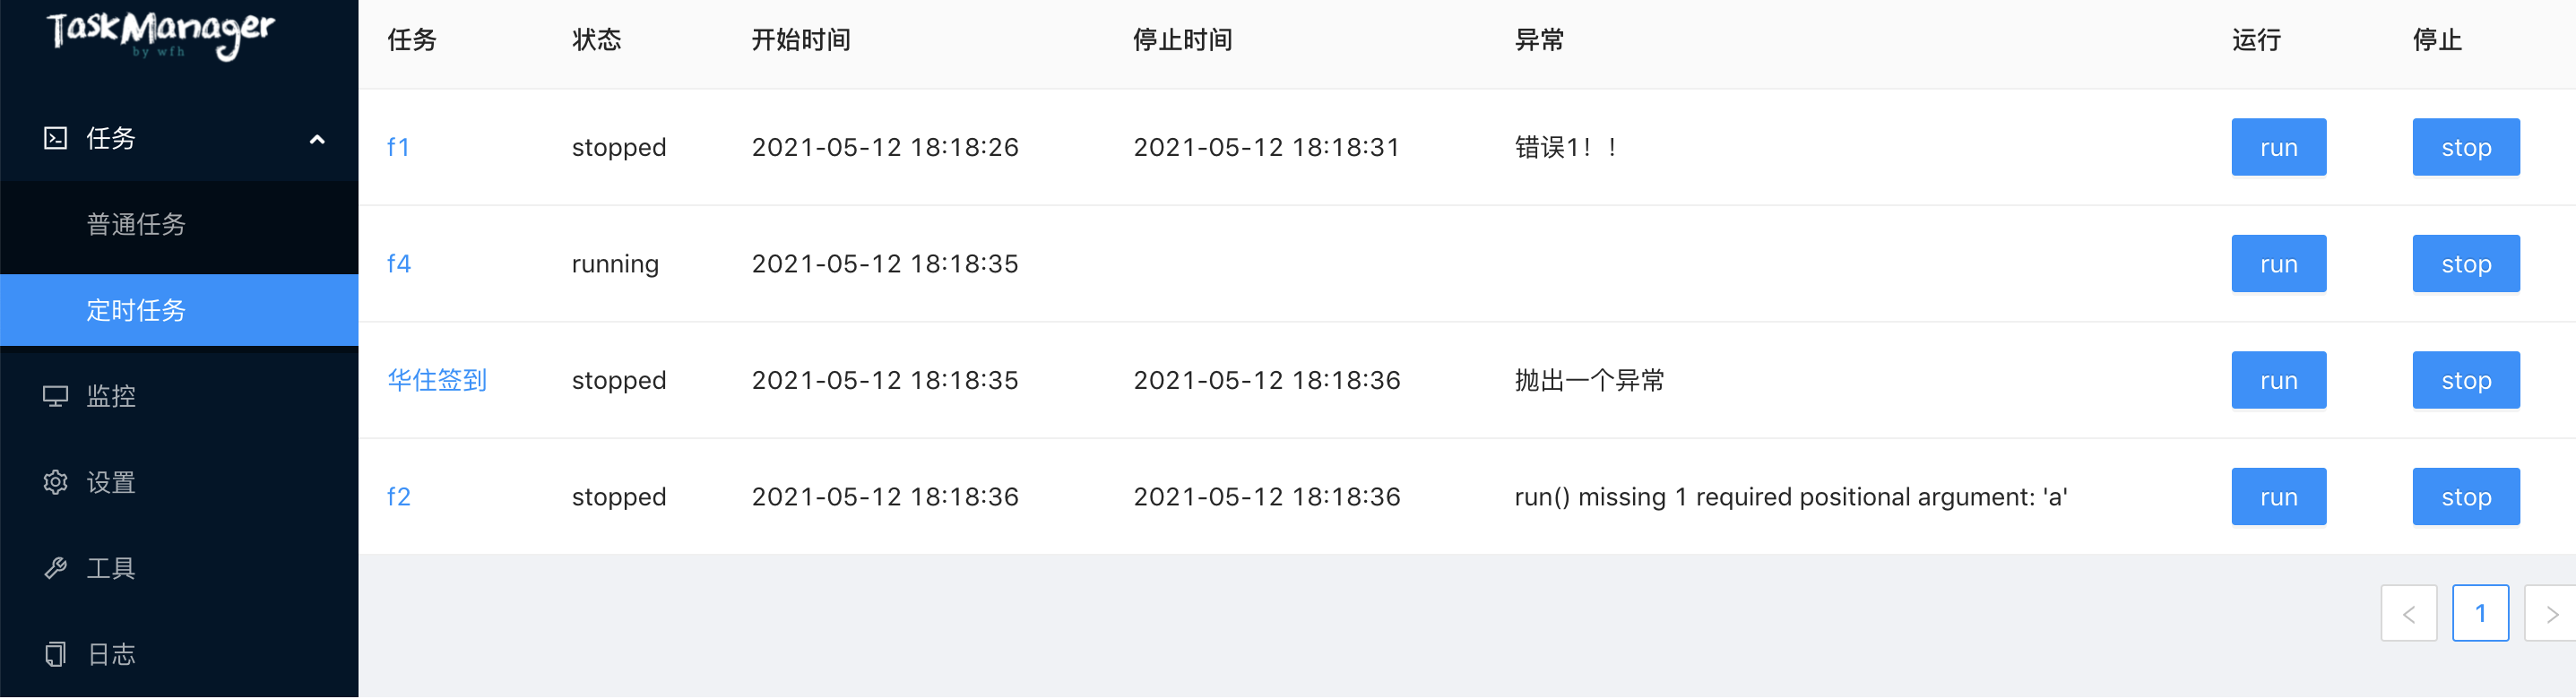 TaskManager
by wfh
任务
普通任务
定时任务
监控
设置
工具
日志
任务 状态 开始时间 停止时间 异常 运行 停止
f1 stopped 2021-05-12 18:18:26 2021-05-12 18:18:31 错误1！！ run stop
f4 running 2021-05-12 18:18:35 run stop
华住签到 stopped 2021-05-12 18:18:35 2021-05-12 18:18:36 抛出一个异常 run stop
f2 stopped 2021-05-12 18:18:36 2021-05-12 18:18:36 run() missing 1 required positional argument: 'a' run stop
< 1 >